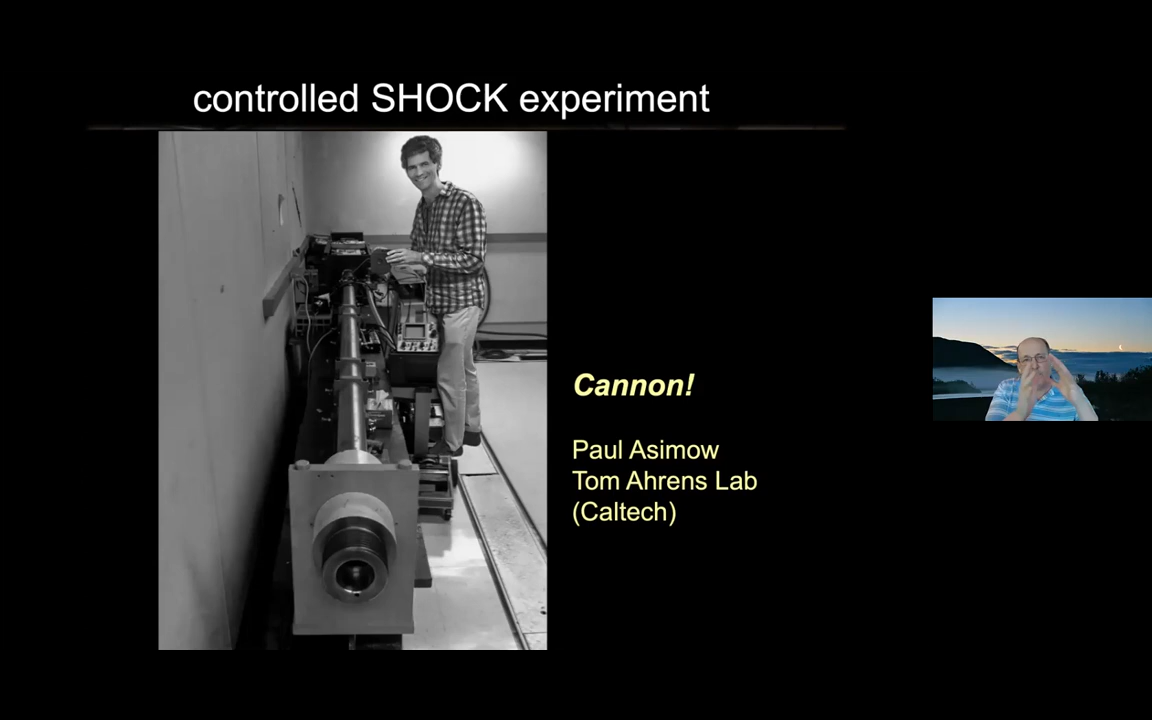 controlled SHOCK experiment
Cannon!
Paul Asimow
Tom Ahrens Lab
(Caltech)